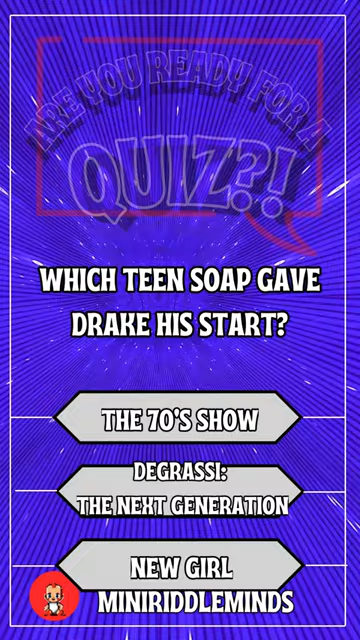 ARE YOU READY FOR A
QUIZ?!
WHICH TEEN SOAP GAVE
DRAKE HIS START?
THE 70'S SHOW
DEGRASSI:
THE NEXT GENERATION
NEW GIRL
MINIRIDDLEMINDS